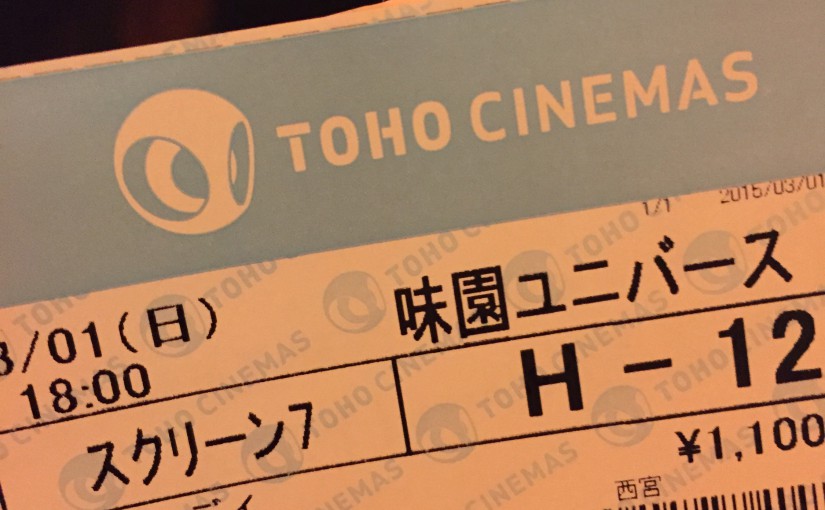 TOHO CINEMAS
1/1 2015/03/01
味園ユニバース
3/01(日)
18:00
H-12
スクリーン7
¥1,100
西宮